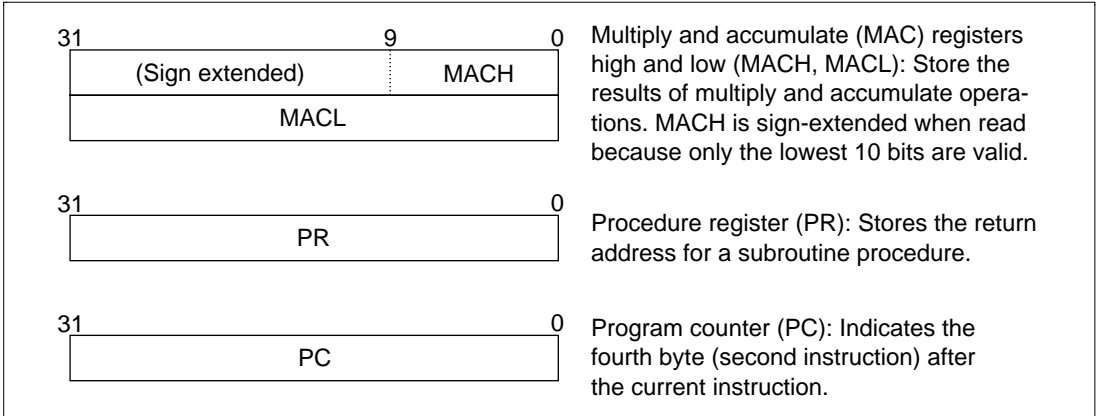 31 9 0
(Sign extended) MACH
MACL
Multiply and accumulate (MAC) registers
high and low (MACH, MACL): Store the
results of multiply and accumulate opera-
tions. MACH is sign-extended when read
because only the lowest 10 bits are valid.
31 0
PR
Procedure register (PR): Stores the return
address for a subroutine procedure.
31 0
PC
Program counter (PC): Indicates the
fourth byte (second instruction) after
the current instruction.